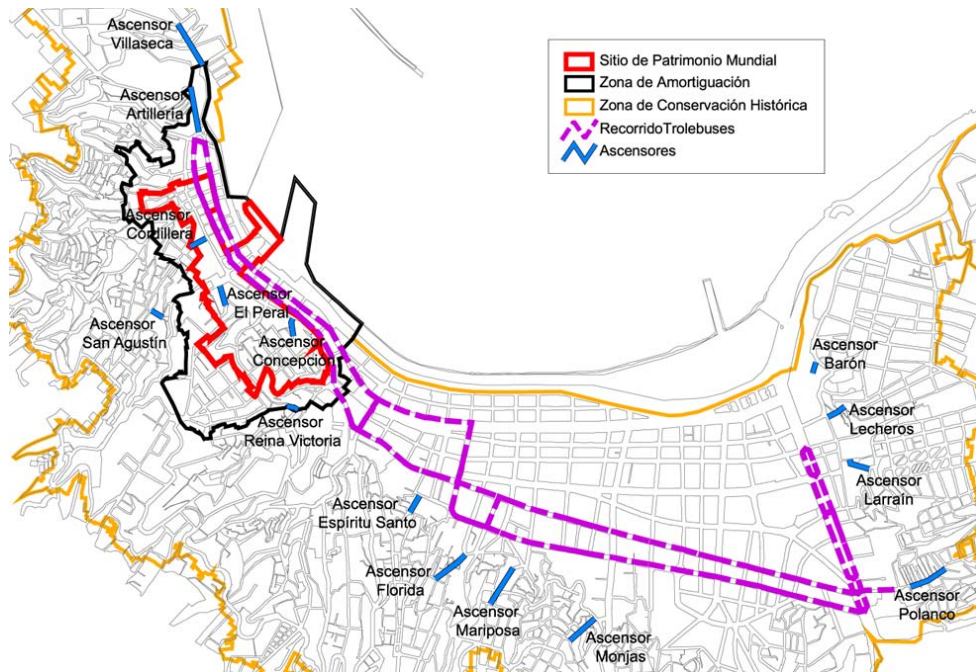 Ascensor
Villaseca
Ascensor
Artillería
Sitio de Patrimonio Mundial
Zona de Amortiguación
Zona de Conservación Histórica
RecorridoTrolebuses
Ascensores
Ascensor
Cordillera
Ascensor
El Peral
Ascensor
San Agustín
Ascensor
Concepción
Ascensor
Reina Victoria
Ascensor
Barón
Ascensor
Lecheros
Ascensor
Larraín
Ascensor
Espíritu Santo
Ascensor
Florida
Ascensor
Mariposa
Ascensor
Monjas
Ascensor
Polanco